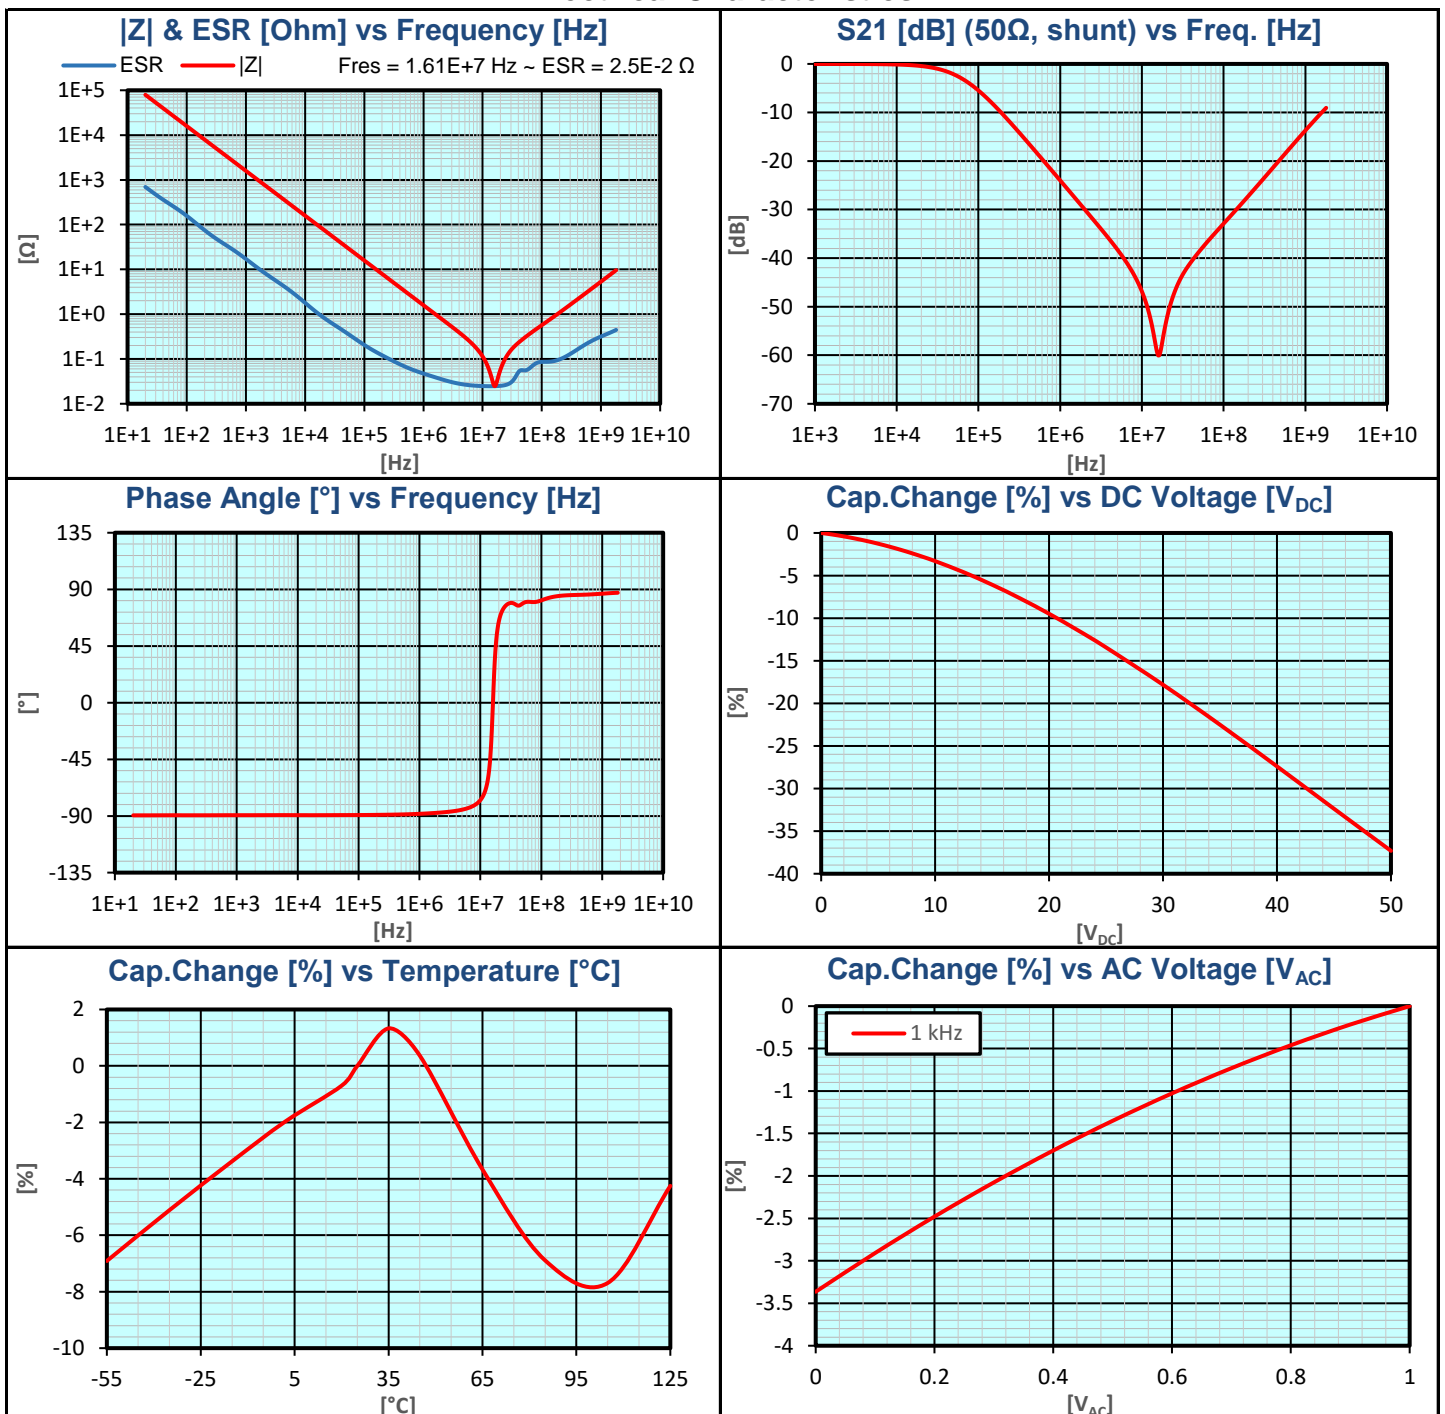 |Z| & ESR [Ohm] vs Frequency [Hz]
ESR |Z| Fres = 1.61E+7 Hz ~ ESR = 2.5E-2 Ω
1E+5
1E+4
1E+3
1E+2
1E+1
1E+0
1E-1
1E-2
[Ω]
1E+1 1E+2 1E+3 1E+4 1E+5 1E+6 1E+7 1E+8 1E+9 1E+10
[Hz]
S21 [dB] (50Ω, shunt) vs Freq. [Hz]
0
-10
-20
-30
-40
-50
-60
-70
[dB]
1E+3 1E+4 1E+5 1E+6 1E+7 1E+8 1E+9 1E+10
[Hz]
Phase Angle [°] vs Frequency [Hz]
135
90
45
0
-45
-90
-135
[°]
1E+1 1E+2 1E+3 1E+4 1E+5 1E+6 1E+7 1E+8 1E+9 1E+10
[Hz]
Cap.Change [%] vs DC Voltage [VDC]
0
-5
-10
-15
-20
-25
-30
-35
-40
[%]
0 10 20 30 40 50
[VDC]
Cap.Change [%] vs Temperature [°C]
2
0
-2
-4
-6
-8
-10
[%]
-55 -25 5 35 65 95 125
[°C]
Cap.Change [%] vs AC Voltage [VAC]
1 kHz
0
-0.5
-1
-1.5
-2
-2.5
-3
-3.5
-4
[%]
0 0.2 0.4 0.6 0.8 1
[VAC]